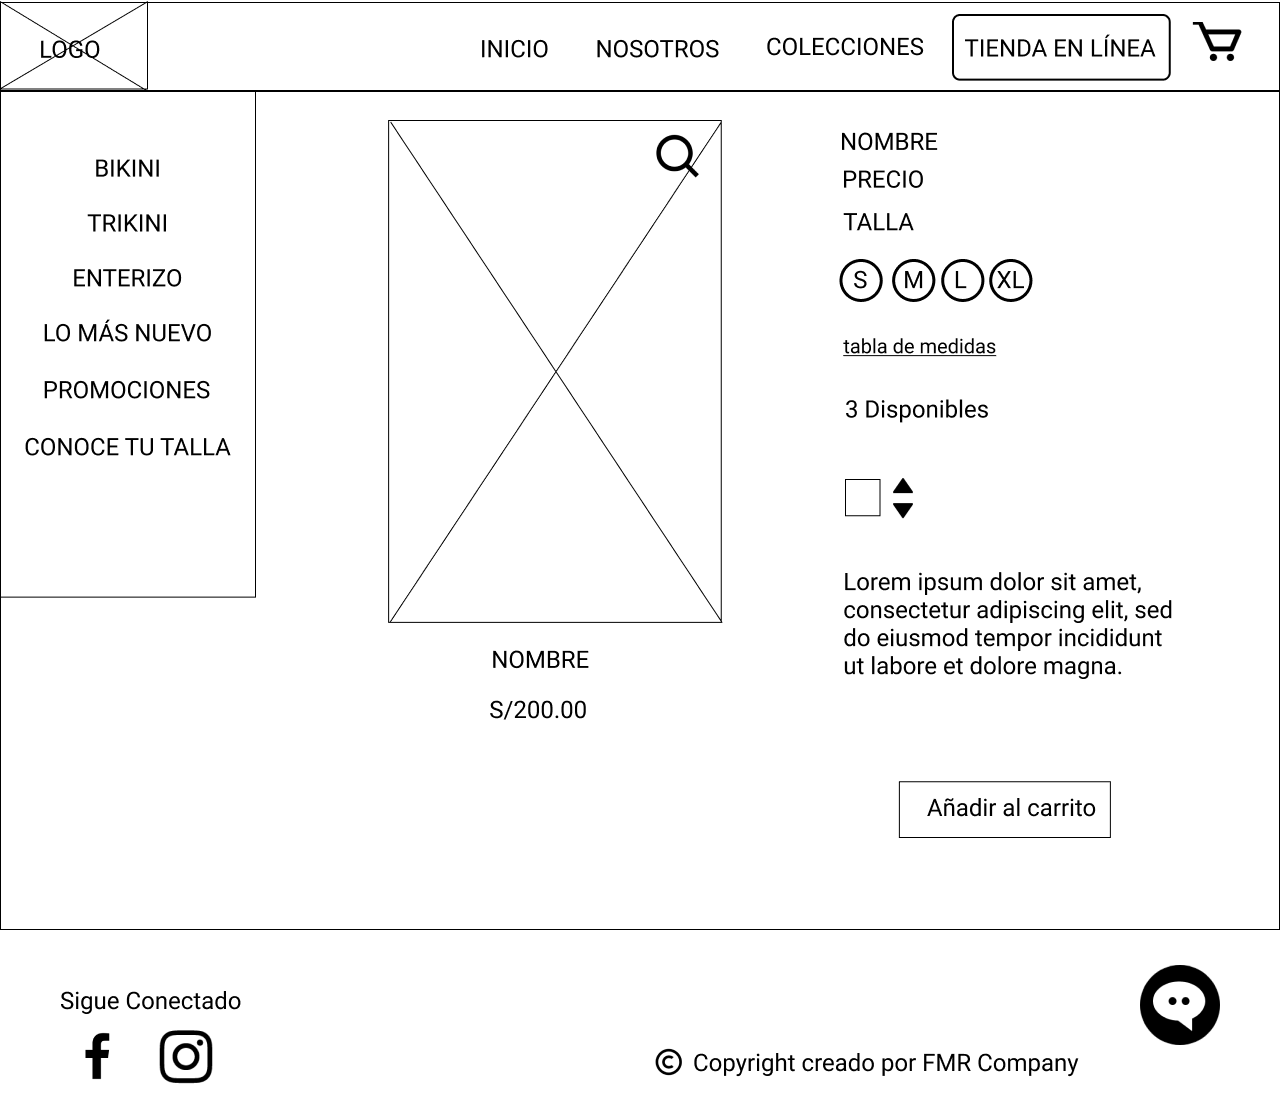 LOGO
INICIO
NOSOTROS
COLECCIONES
TIENDA EN LÍNEA
BIKINI
TRIKINI
ENTERIZO
LO MÁS NUEVO
PROMOCIONES
CONOCE TU TALLA
NOMBRE
S/200.00
NOMBRE
PRECIO
TALLA
S M L XL
tabla de medidas
3 Disponibles
Lorem ipsum dolor sit amet,
consectetur adipiscing elit, sed
do eiusmod tempor incididunt
ut labore et dolore magna.
Añadir al carrito
Sigue Conectado
© Copyright creado por FMR Company